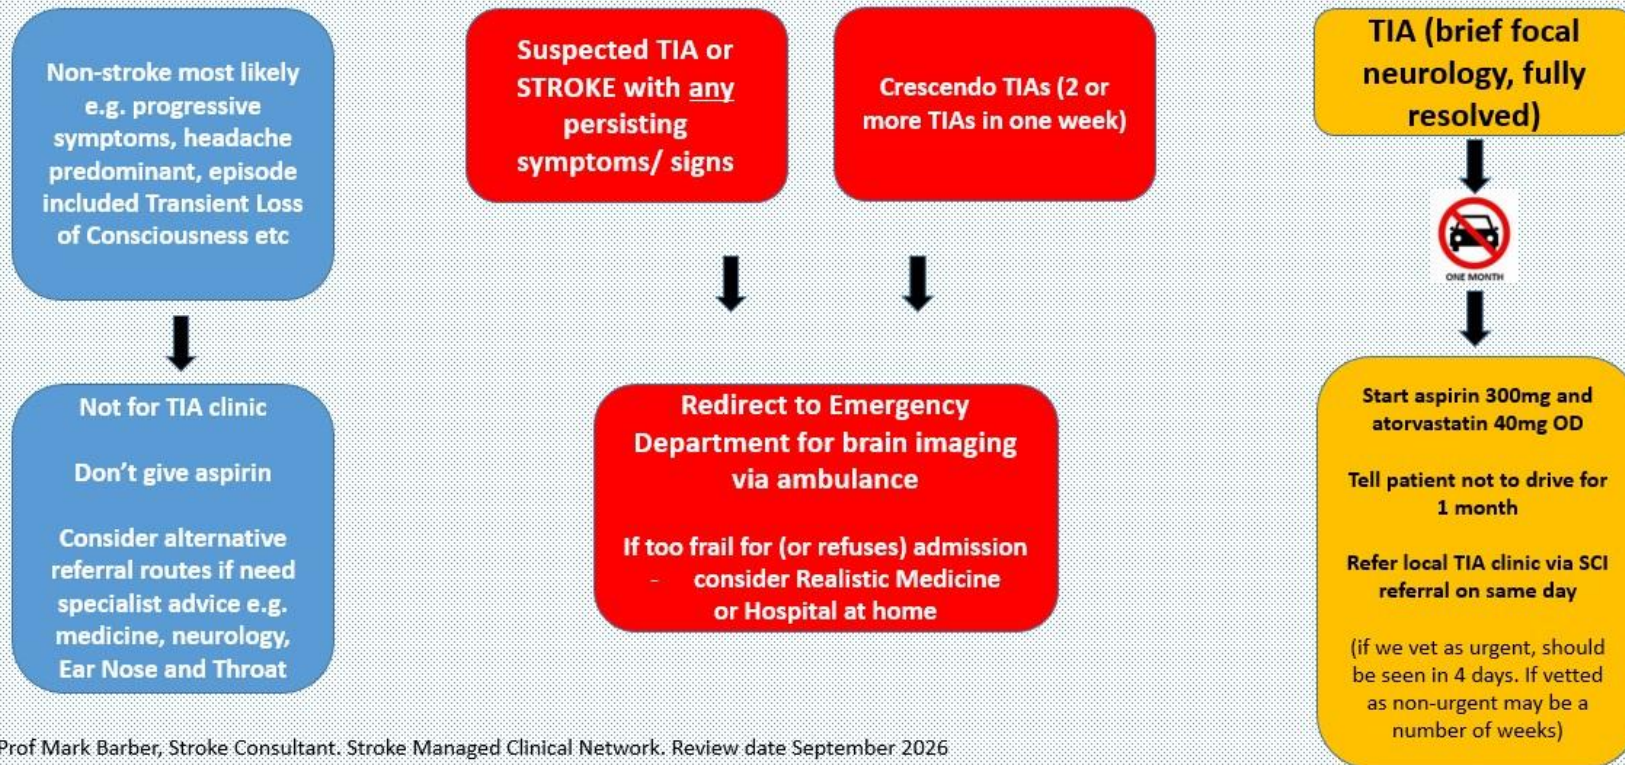 Non-stroke most likely
e.g. progressive
symptoms, headache
predominant, episode
included Transient Loss
of Consciousness etc
Not for TIA clinic
Don't give aspirin
Consider alternative
referral routes if need
specialist advice e.g.
medicine, neurology,
Ear Nose and Throat
Suspected TIA or
STROKE with any
persisting
symptoms/ signs
Crescendo TIAs (2 or
more TIAs in one week)
Redirect to Emergency
Department for brain imaging
via ambulance
If too frail for (or refuses) admission
- consider Realistic Medicine
or Hospital at home
TIA (brief focal
neurology, fully
resolved)
ONE MONTH
Start aspirin 300mg and
atorvastatin 40mg OD
Tell patient not to drive for
1 month
Refer local TIA clinic via SCI
referral on same day
(if we vet as urgent, should
be seen in 4 days. If vetted
as non-urgent may be a
number of weeks)
Prof Mark Barber, Stroke Consultant. Stroke Managed Clinical Network. Review date September 2026